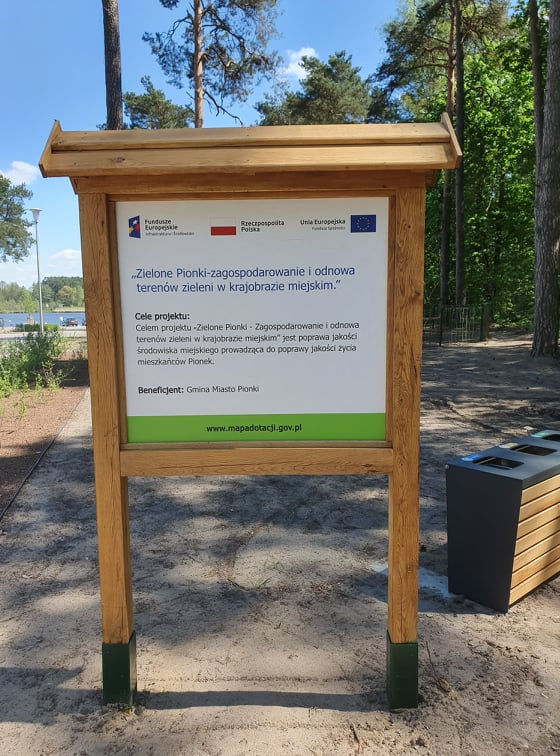 Fundusze
Europejskie
Infrastruktura i Środowisko
Rzeczpospolita
Polska
Unia Europejska
Fundusz Spójności
„Zielone Pionki-zagospodarowanie i odnowa
terenów zieleni w krajobrazie miejskim.”
Cele projektu:
Celem projektu „Zielone Pionki - Zagospodarowanie i odnowa
terenów zieleni w krajobrazie miejskim” jest poprawa jakości
środowiska miejskiego prowadząca do poprawy jakości życia
mieszkańców Pionek.
Beneficjent: Gmina Miasto Pionki
www.mapadotacji.gov.pl